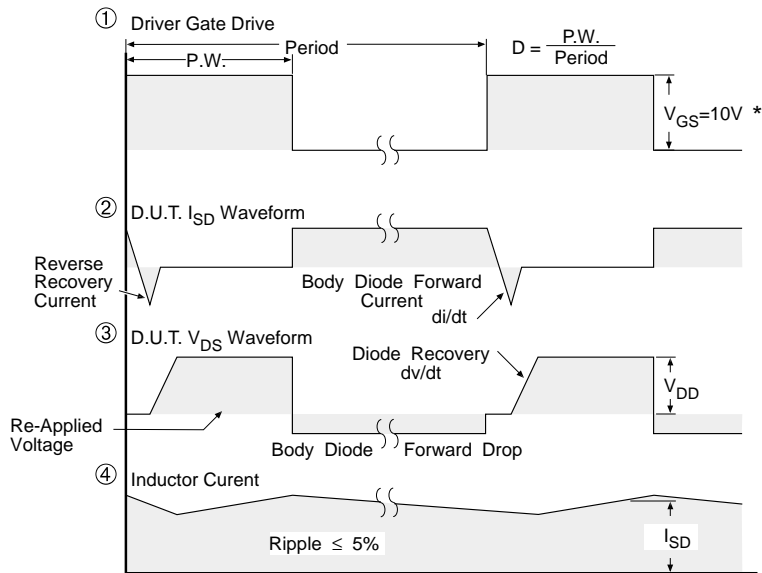 ① Driver Gate Drive
Period
P.W.
D = P.W.
Period
V_GS=10V *
② D.U.T. I_SD Waveform
Reverse
Recovery
Current
Body Diode Forward
Current
di/dt
③ D.U.T. V_DS Waveform
Diode Recovery
dv/dt
V_DD
Re-Applied
Voltage
Body Diode Forward Drop
④ Inductor Curent
Ripple ≤ 5%
I_SD